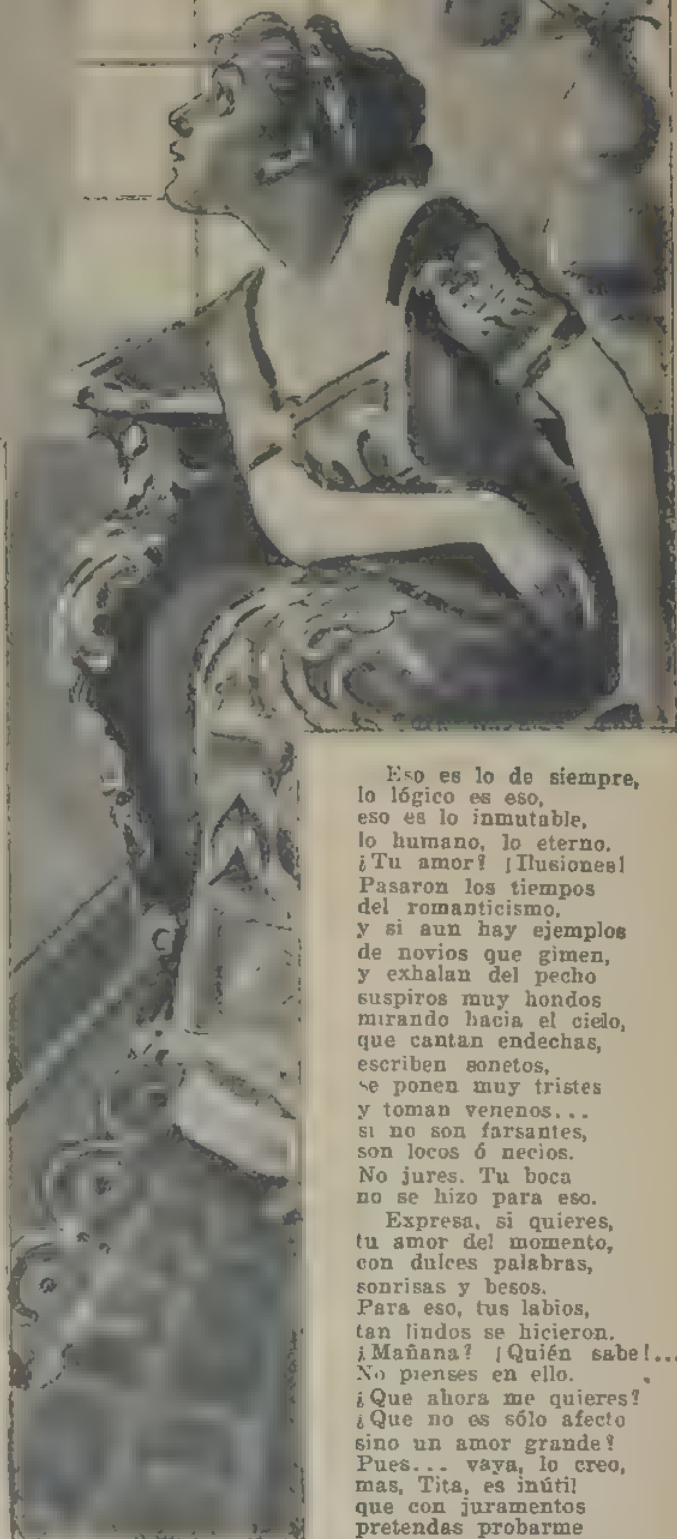 Eso es lo de siempre,
lo lógico es eso,
eso es lo inmutable,
lo humano, lo eterno.
¿Tu amor? ¡Ilusiones!
Pasaron los tiempos
del romanticismo,
y si aun hay ejemplos
de novios que gimen,
y exhalan del pecho
suspiros muy hondos
mirando hacia el cielo,
que cantan endechas,
escriben sonetos,
se ponen muy tristes
y toman venenos...
si no son farsantes,
son locos ó necios.
No jures. Tu boca
no se hizo para eso.
Expresa, si quieres,
tu amor del momento,
con dulces palabras,
sonrisas y besos.
Para eso, tus labios,
tan lindos se hicieron.
¿Mañana? ¡Quién sabe!...
No pienses en ello.
¿Que ahora me quieres?
¿Que no es sólo afecto
sino un amor grande?
Pues... vaya, lo creo,
mas, Tita, es inútil
que con juramentos
pretendas probarme